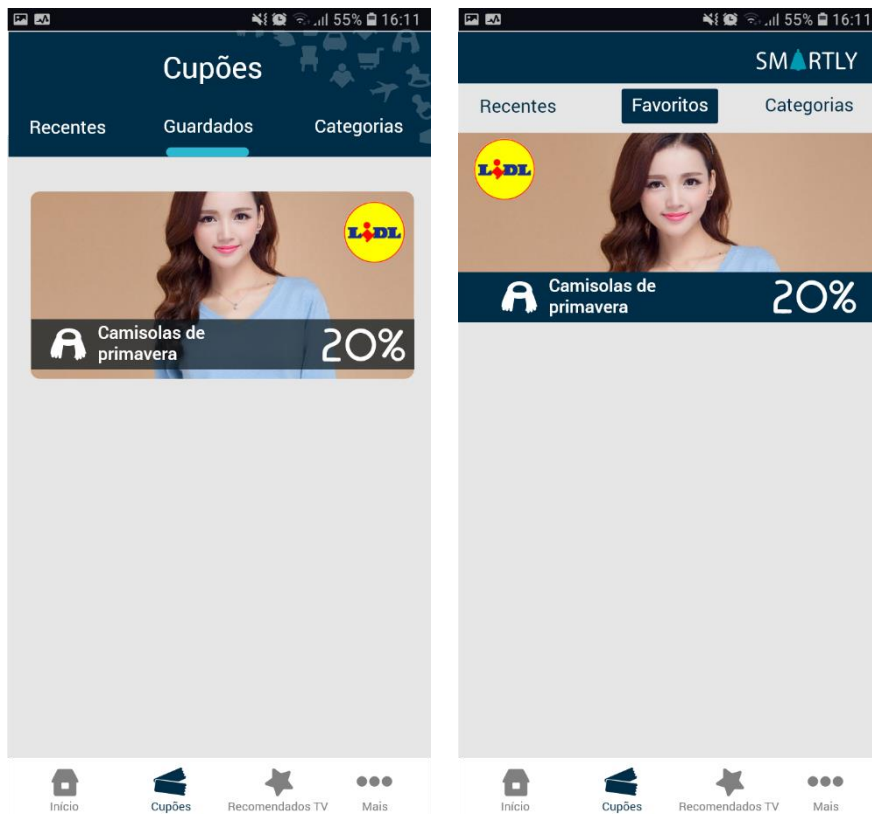 55% 16:11
Cupões
Recentes Guardados Categorias
LIDL
Camisolas de
primavera
20%
Início Cupões Recomendados TV Mais
55% 16:11
SMARTLY
Recentes Favoritos Categorias
LIDL
Camisolas de
primavera
20%
Início Cupões Recomendados TV Mais